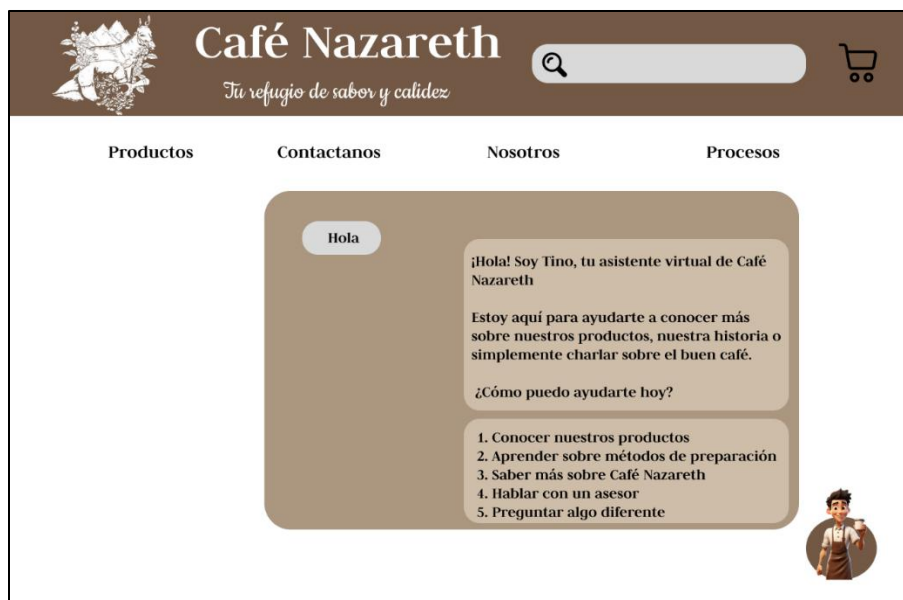 Café Nazareth
Tu refugio de sabor y calidez
Productos
Contactanos
Nosotros
Procesos
Hola
¡Hola! Soy Tino, tu asistente virtual de Café
Nazareth
Estoy aquí para ayudarte a conocer más
sobre nuestros productos, nuestra historia o
simplemente charlar sobre el buen café.
¿Cómo puedo ayudarte hoy?
1. Conocer nuestros productos
2. Aprender sobre métodos de preparación
3. Saber más sobre Café Nazareth
4. Hablar con un asesor
5. Preguntar algo diferente